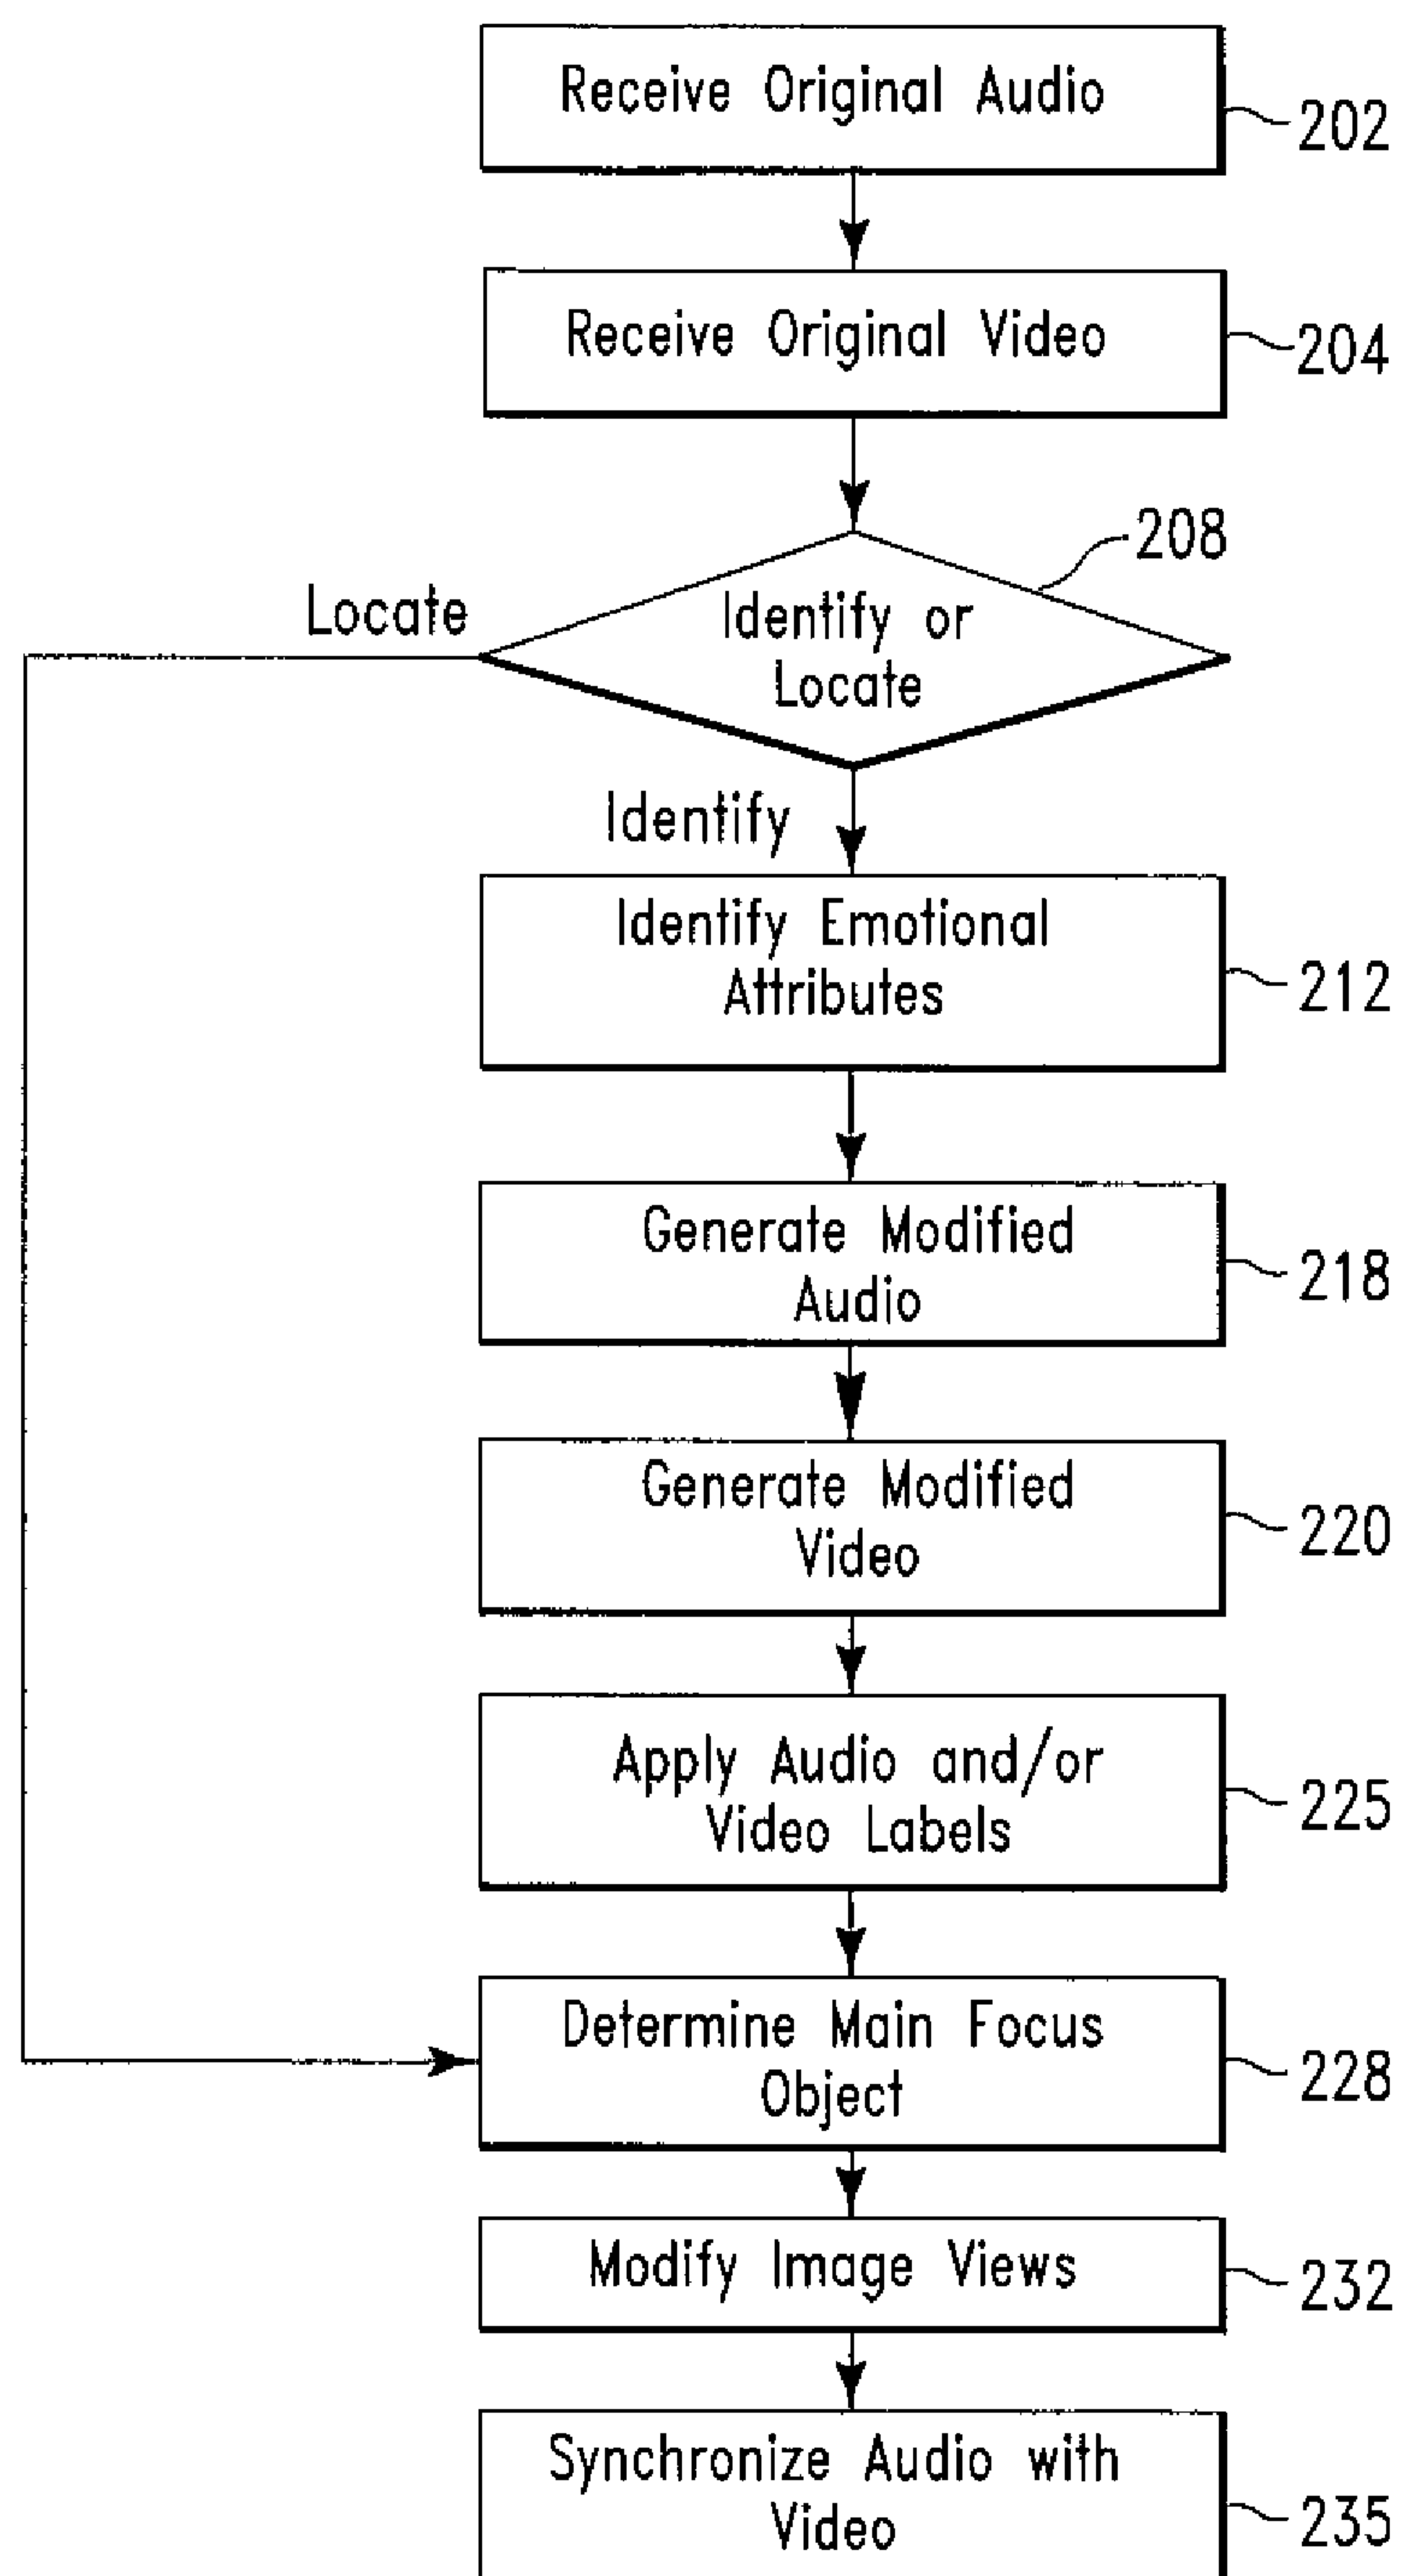 Receive Original Audio
202
Receive Original Video
204
208
Locate
Identify or
Locate
Identify
Identify Emotional
Attributes
212
Generate Modified
Audio
218
Generate Modified
Video
220
Apply Audio and/or
Video Labels
225
Determine Main Focus
Object
228
Modify Image Views
232
Synchronize Audio with
Video
235